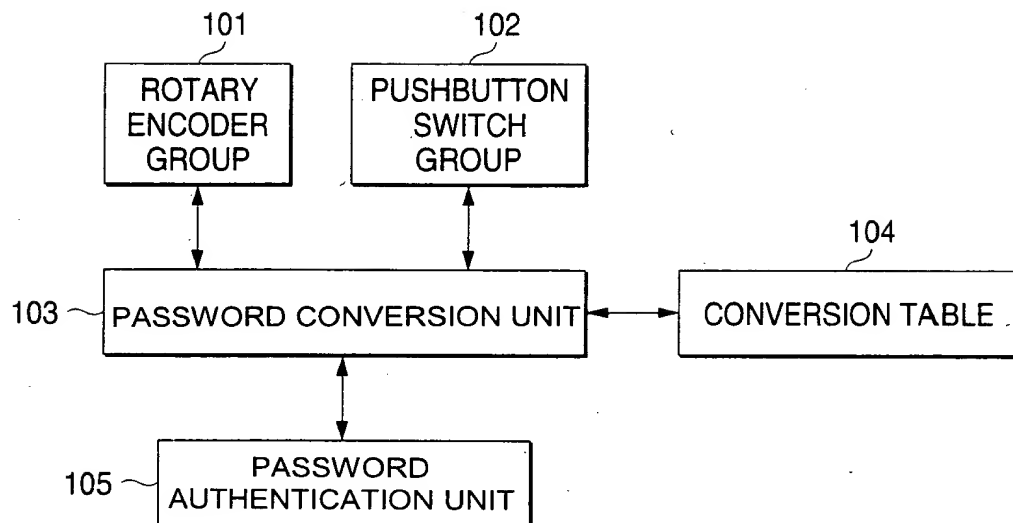 101
102
ROTARY
ENCODER
GROUP
PUSHBUTTON
SWITCH
GROUP
104
103
PASSWORD CONVERSION UNIT
CONVERSION TABLE
105
PASSWORD
AUTHENTICATION UNIT